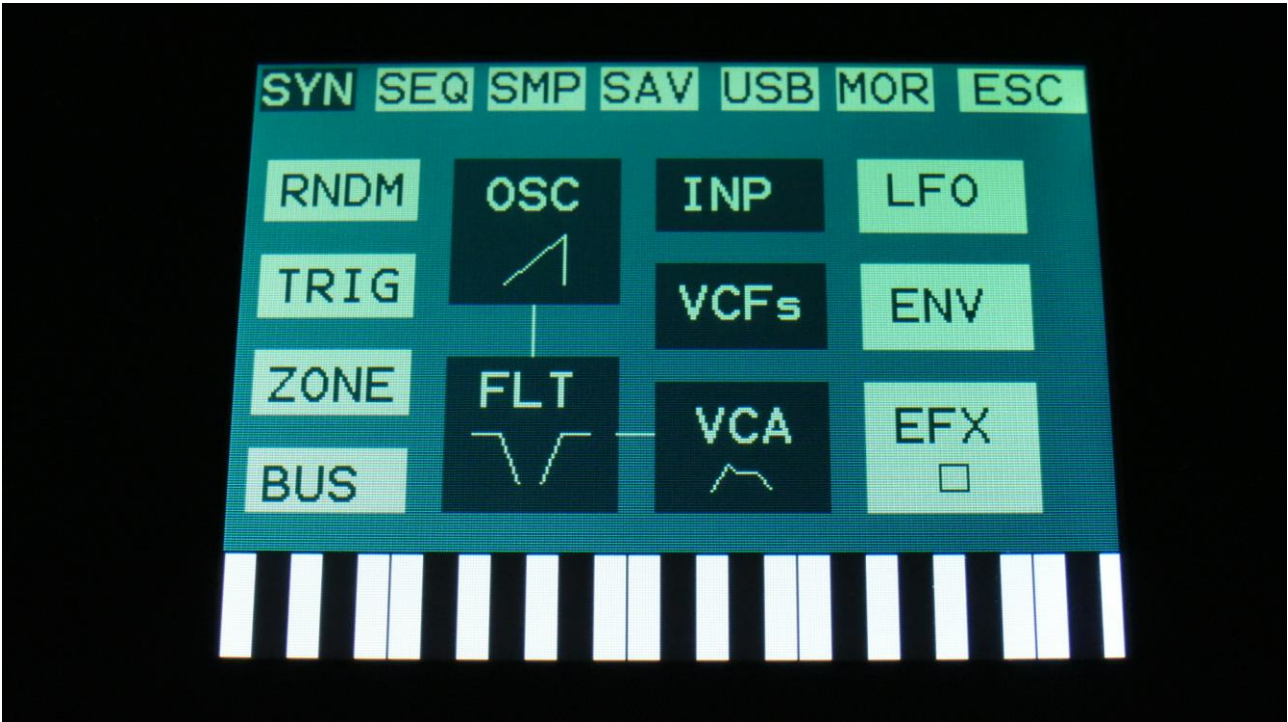 SYN SEQ SMP SAV USB MOR ESC
RNDM OSC INP LFO
TRIG VCFs ENV
ZONE FLT VCA EFX
BUS